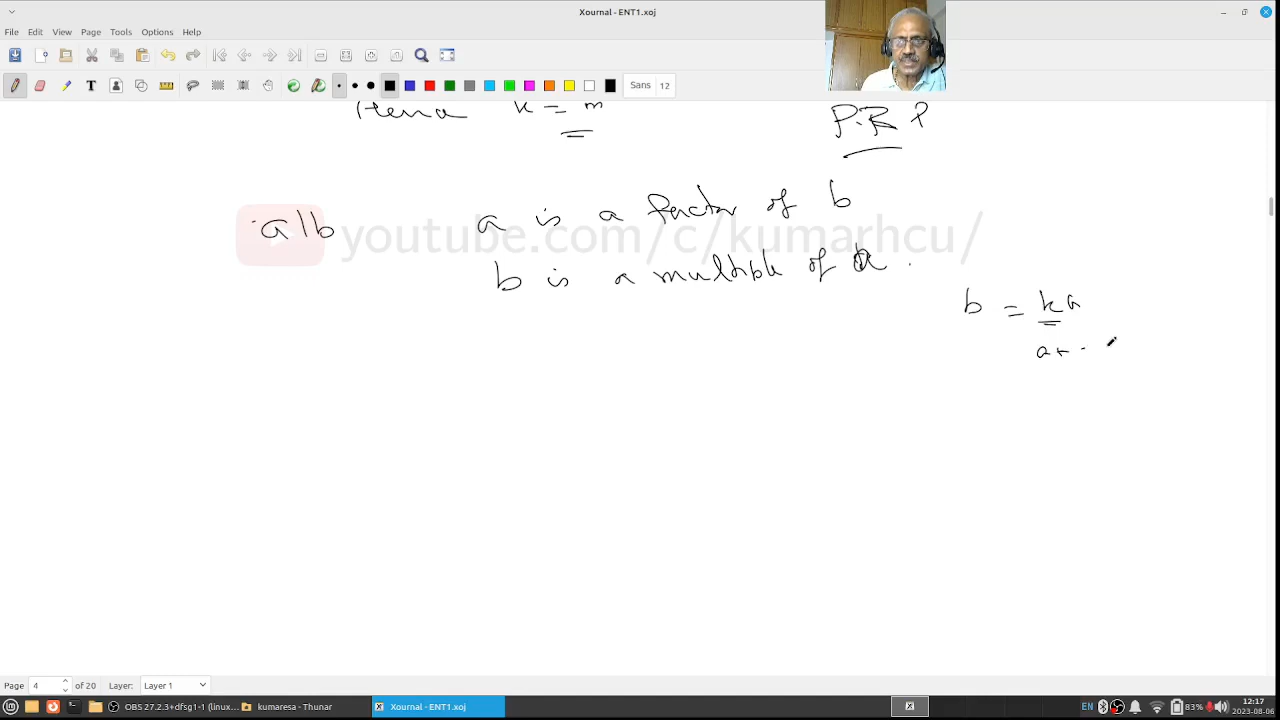 Xournal - ENT1.xoj
File Edit View Page Tools Options Help
T Sans 12
k = m
P.R ?
a|b a is a factor of b
youtube.com/c/kumarhcu/
b is a multiple of a.
b = ka
a+ -
Page 4 of 20 Layer: Layer 1
OBS 27.2.3+dfsg1-1 (linux... kumaresa - Thunar Xournal - ENT1.xoj EN 83% 12:17
2023-08-06